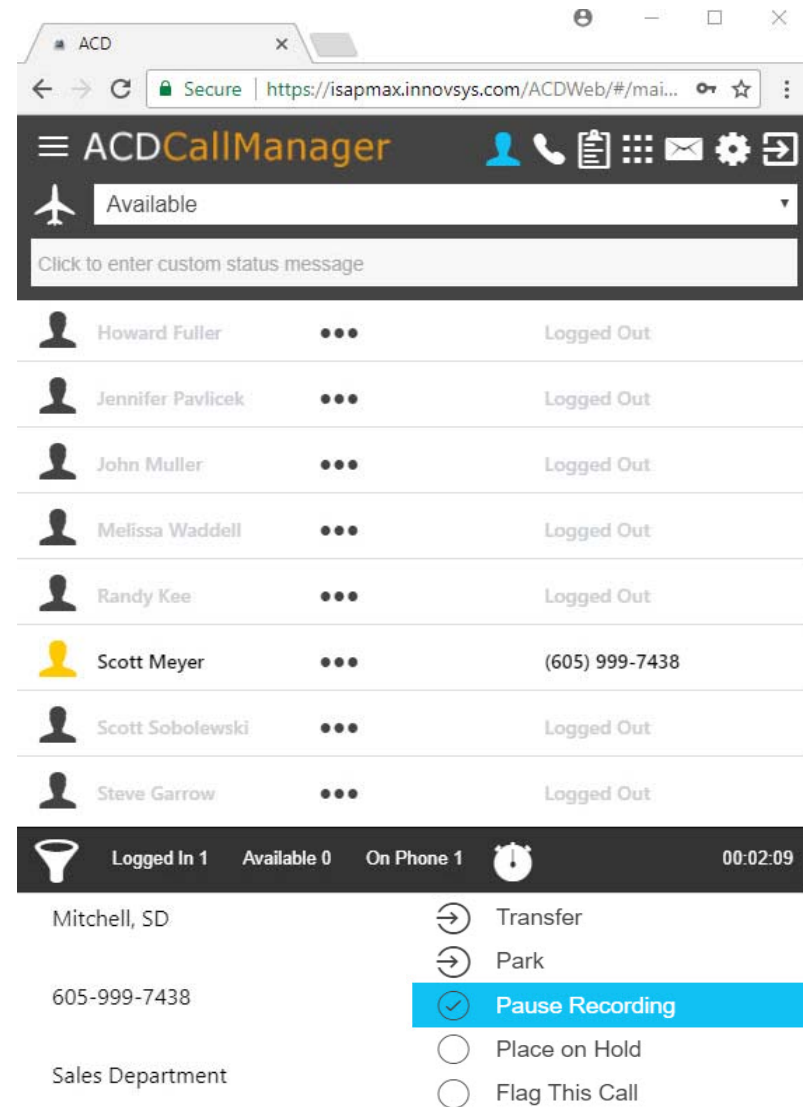 ACD
Secure | https://isapmax.innovsys.com/ACDWeb/#/mai...
ACDCallManager
Available
Click to enter custom status message
Howard Fuller ••• Logged Out
Jennifer Pavlicek ••• Logged Out
John Muller ••• Logged Out
Melissa Waddell ••• Logged Out
Randy Kee ••• Logged Out
Scott Meyer ••• (605) 999-7438
Scott Sobolewski ••• Logged Out
Steve Garrow ••• Logged Out
Logged In 1 Available 0 On Phone 1 00:02:09
Mitchell, SD
Transfer
Park
605-999-7438
Pause Recording
Place on Hold
Sales Department
Flag This Call